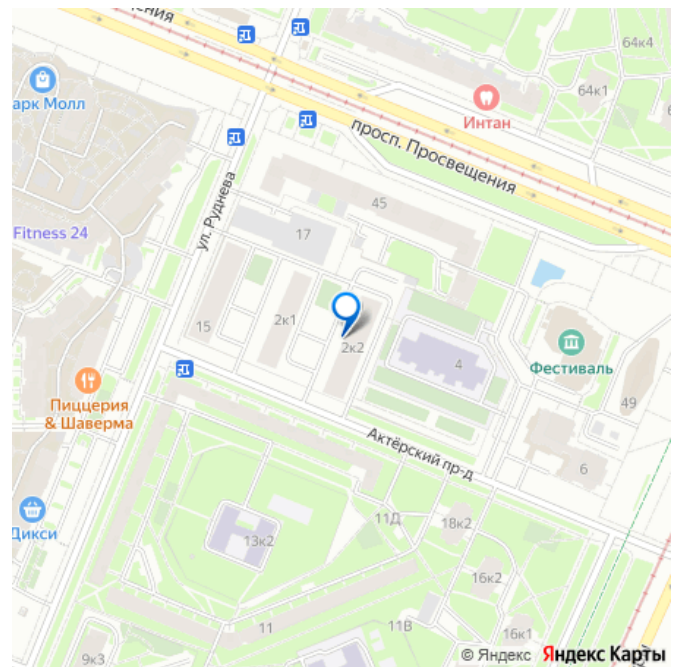 щения
64к4
64к1
арк Молл
Интан
просп. Просвещения
ул. Руднева
45
17
Fitness 24
15
2к1
2к2
4
Фестиваль
49
Пиццерия
& Шаверма
Актёрский пр-д
6
11Д
18к2
Дикси
13к2
16к2
11
11В
16к1
9к3
© Яндекс Яндекс Карты